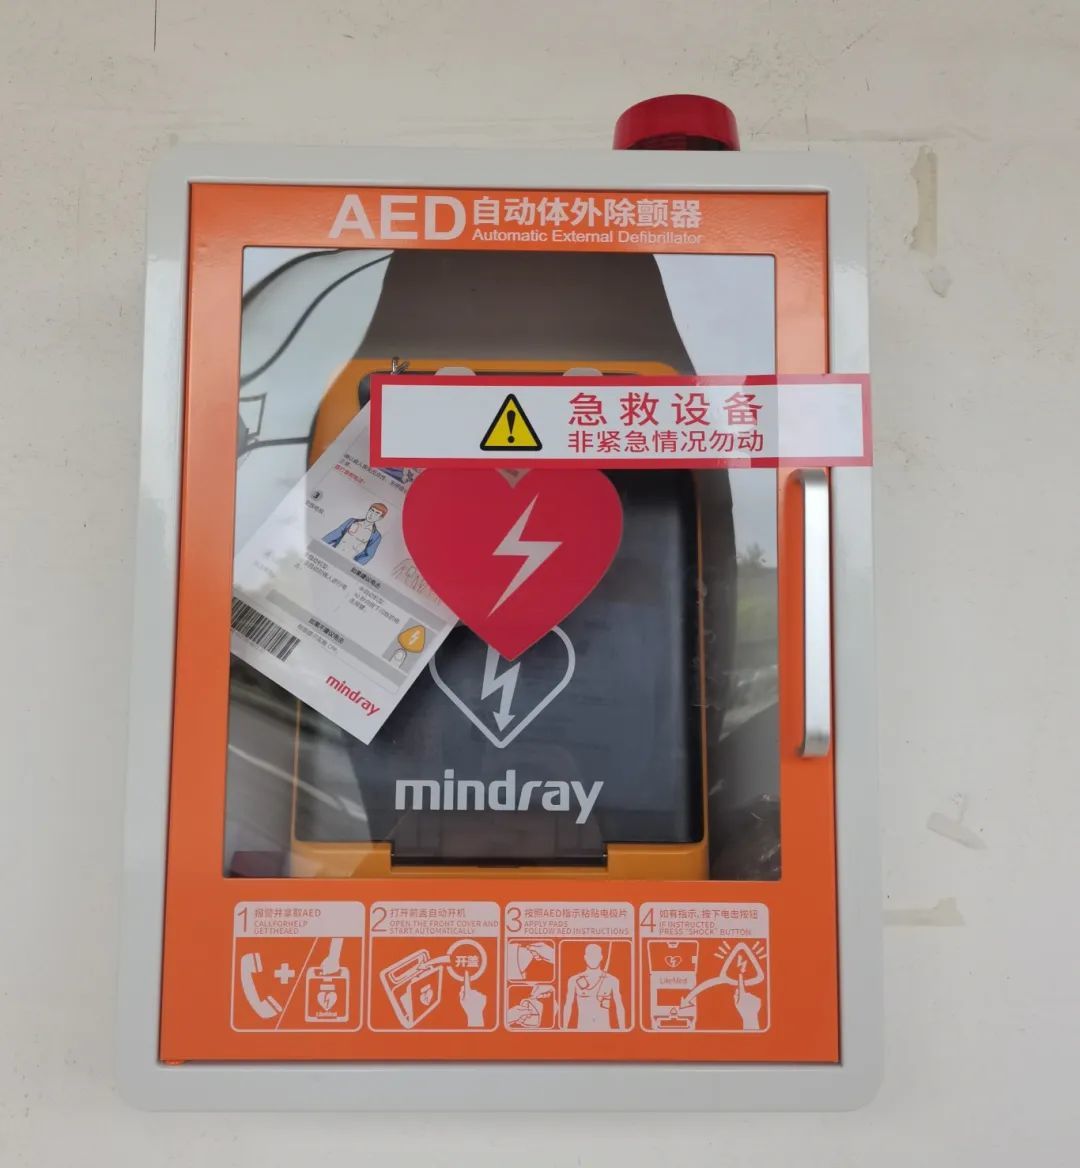 AED 自动体外除颤器
Automatic External Defibrillator
急救设备
非紧急情况勿动
mindray
mindray
1 报警并拿取AED
CALL FOR HELP
GET THE AED
2 打开前盖自动开机
OPEN THE FRONT COVER AND
START AUTOMATICALLY
开盖
3 按照AED指示粘贴电极片
APPLY PADS
FOLLOW AED INSTRUCTIONS
4 如有指示, 按下电击按钮
IF INSTRUCTED
PRESS "SHOCK" BUTTON
LifeMed
LifeMed